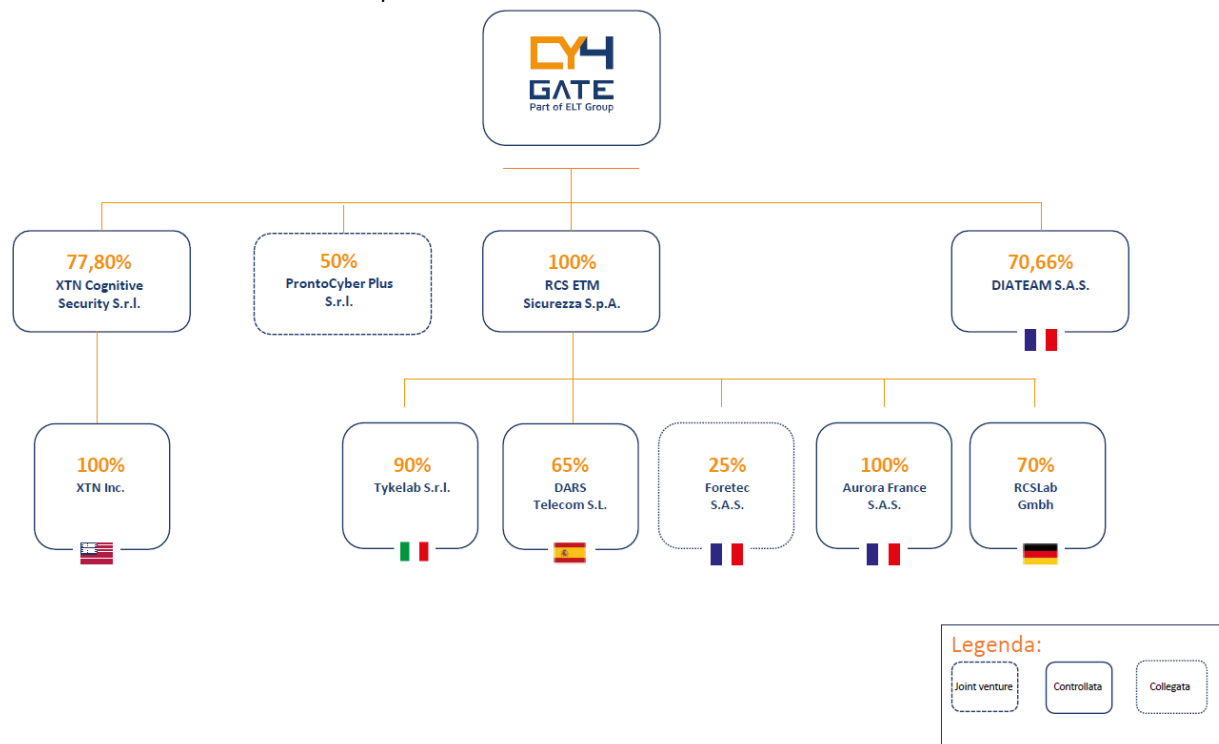 CY4
GATE
Part of ELT Group
77,80%
XTN Cognitive
Security S.r.l.
50%
ProntoCyber Plus
S.r.l.
100%
RCS ETM
Sicurezza S.p.A.
70,66%
DIATEAM S.A.S.
100%
XTN Inc.
90%
Tykelab S.r.l.
65%
DARS
Telecom S.L.
25%
Foretec
S.A.S.
100%
Aurora France
S.A.S.
70%
RCSLab
Gmbh
Legenda:
Joint venture
Controllata
Collegata